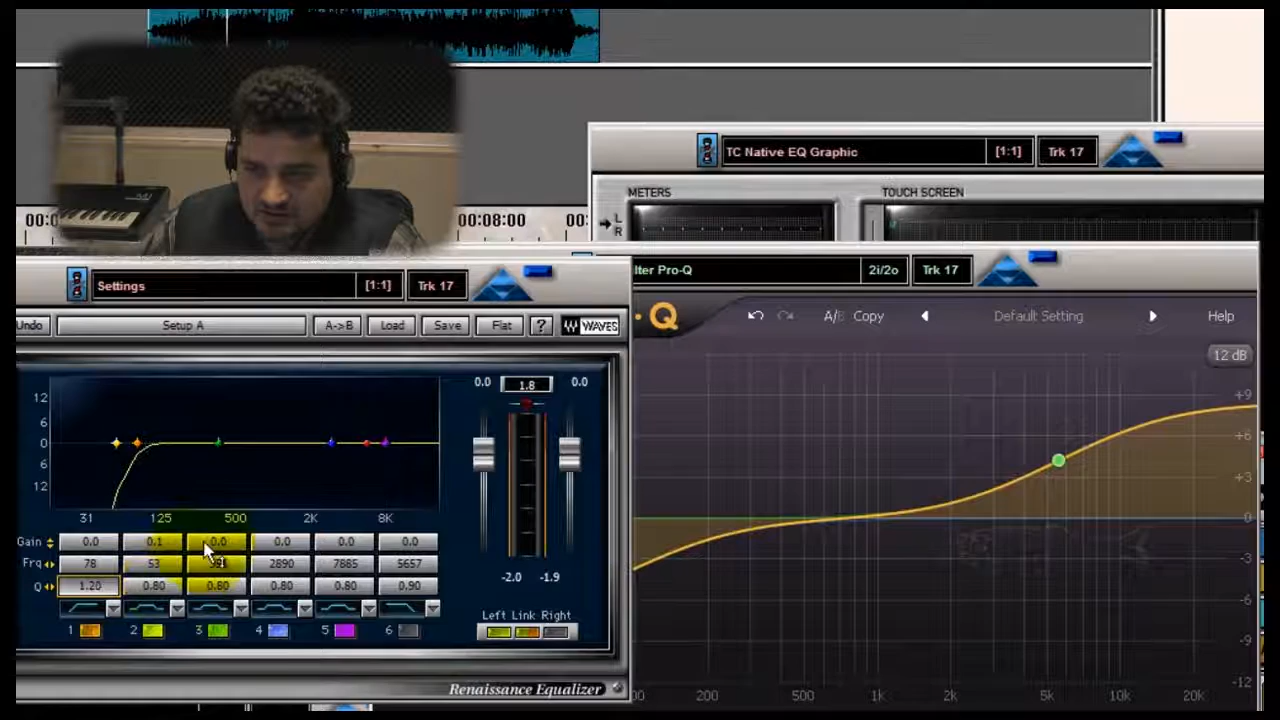 TC Native EQ Graphic [1:1] Trk 17
METERS TOUCH SCREEN
L
R
00:0 00:08:00 00:
Settings [1:1] Trk 17
lter Pro-Q 2i/2o Trk 17
Undo Setup A A->B Load Save Flat ? WAVES
Q A/B Copy Default Setting Help
12 dB
0.0 1.8 0.0
12
6
0
6
12
31 125 500 2K 8K
+9
+6
+3
0
-3
-6
-9
-12
Gain 0.0 0.1 0.0 0.0 0.0 0.0
Frq 78 53 2890 7885 5657
Q 1.20 0.80 0.80 0.80 0.80 0.90
1 2 3 4 5 6
-2.0 -1.9
Left Link Right
Renaissance Equalizer
00 200 500 1k 2k 5k 10k 20k